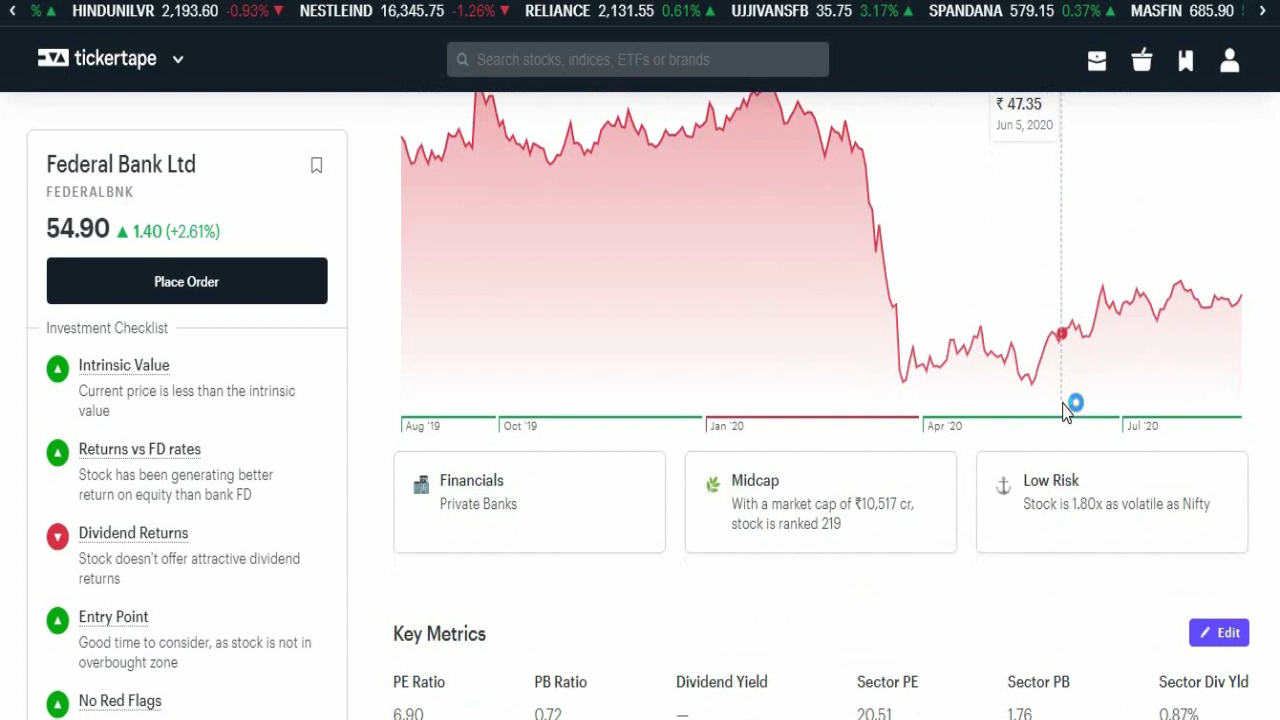 % ▲ HINDUNILVR 2,193.60 -0.93% ▼ NESTLEIND 16,345.75 -1.26% ▼ RELIANCE 2,131.55 0.61% ▲ UJJIVANSFB 35.75 3.17% ▲ SPANDANA 579.15 0.37% ▲ MASFIN 685.90
tickertape
Search stocks, indices, ETFs or brands
Federal Bank Ltd
FEDERALBNK
54.90 ▲ 1.40 (+2.61%)
Place Order
Investment Checklist
Intrinsic Value
Current price is less than the intrinsic
value
Returns vs FD rates
Stock has been generating better
return on equity than bank FD
Dividend Returns
Stock doesn't offer attractive dividend
returns
Entry Point
Good time to consider, as stock is not in
overbought zone
No Red Flags
₹ 47.35
Jun 5, 2020
Aug '19 Oct '19 Jan '20 Apr '20 Jul '20
Financials
Private Banks
Midcap
With a market cap of ₹10,517 cr,
stock is ranked 219
Low Risk
Stock is 1.80x as volatile as Nifty
Key Metrics
Edit
PE Ratio PB Ratio Dividend Yield Sector PE Sector PB Sector Div Yld
6.90 0.72 — 20.51 1.76 0.87%